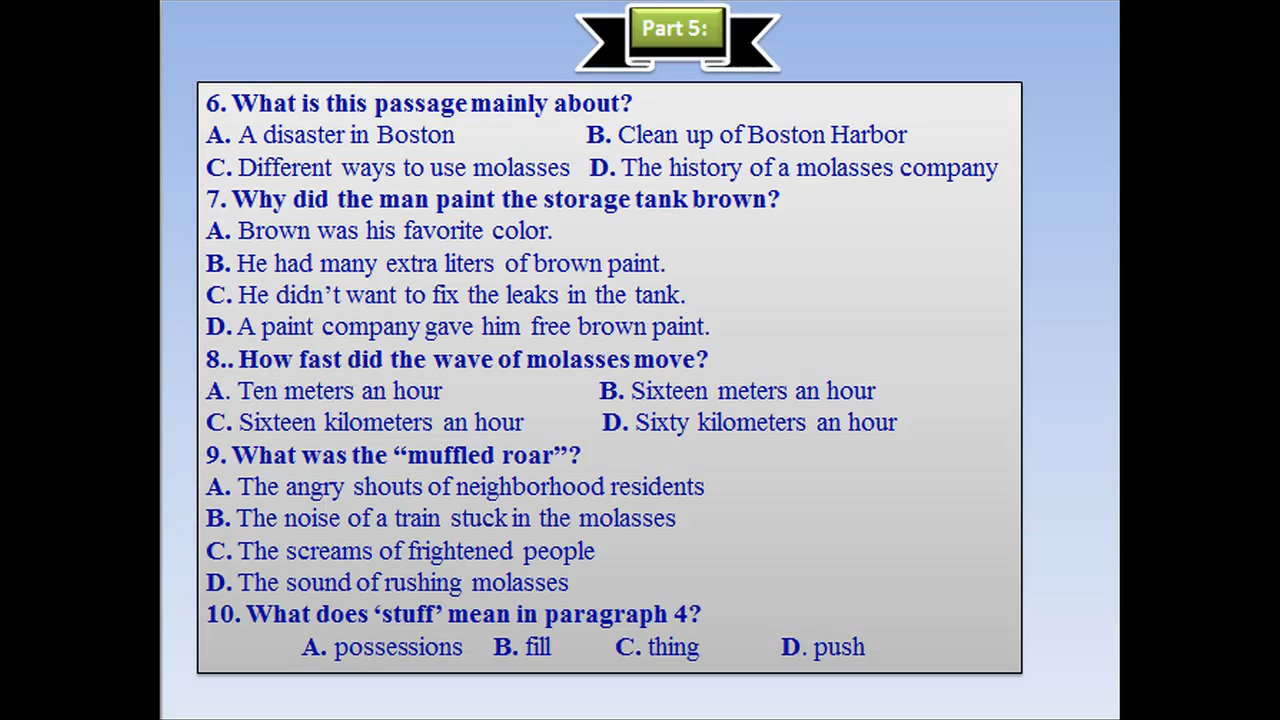 Part 5:
6. What is this passage mainly about?
A. A disaster in Boston B. Clean up of Boston Harbor
C. Different ways to use molasses D. The history of a molasses company
7. Why did the man paint the storage tank brown?
A. Brown was his favorite color.
B. He had many extra liters of brown paint.
C. He didn't want to fix the leaks in the tank.
D. A paint company gave him free brown paint.
8.. How fast did the wave of molasses move?
A. Ten meters an hour B. Sixteen meters an hour
C. Sixteen kilometers an hour D. Sixty kilometers an hour
9. What was the “muffled roar”?
A. The angry shouts of neighborhood residents
B. The noise of a train stuck in the molasses
C. The screams of frightened people
D. The sound of rushing molasses
10. What does ‘stuff’ mean in paragraph 4?
A. possessions B. fill C. thing D. push